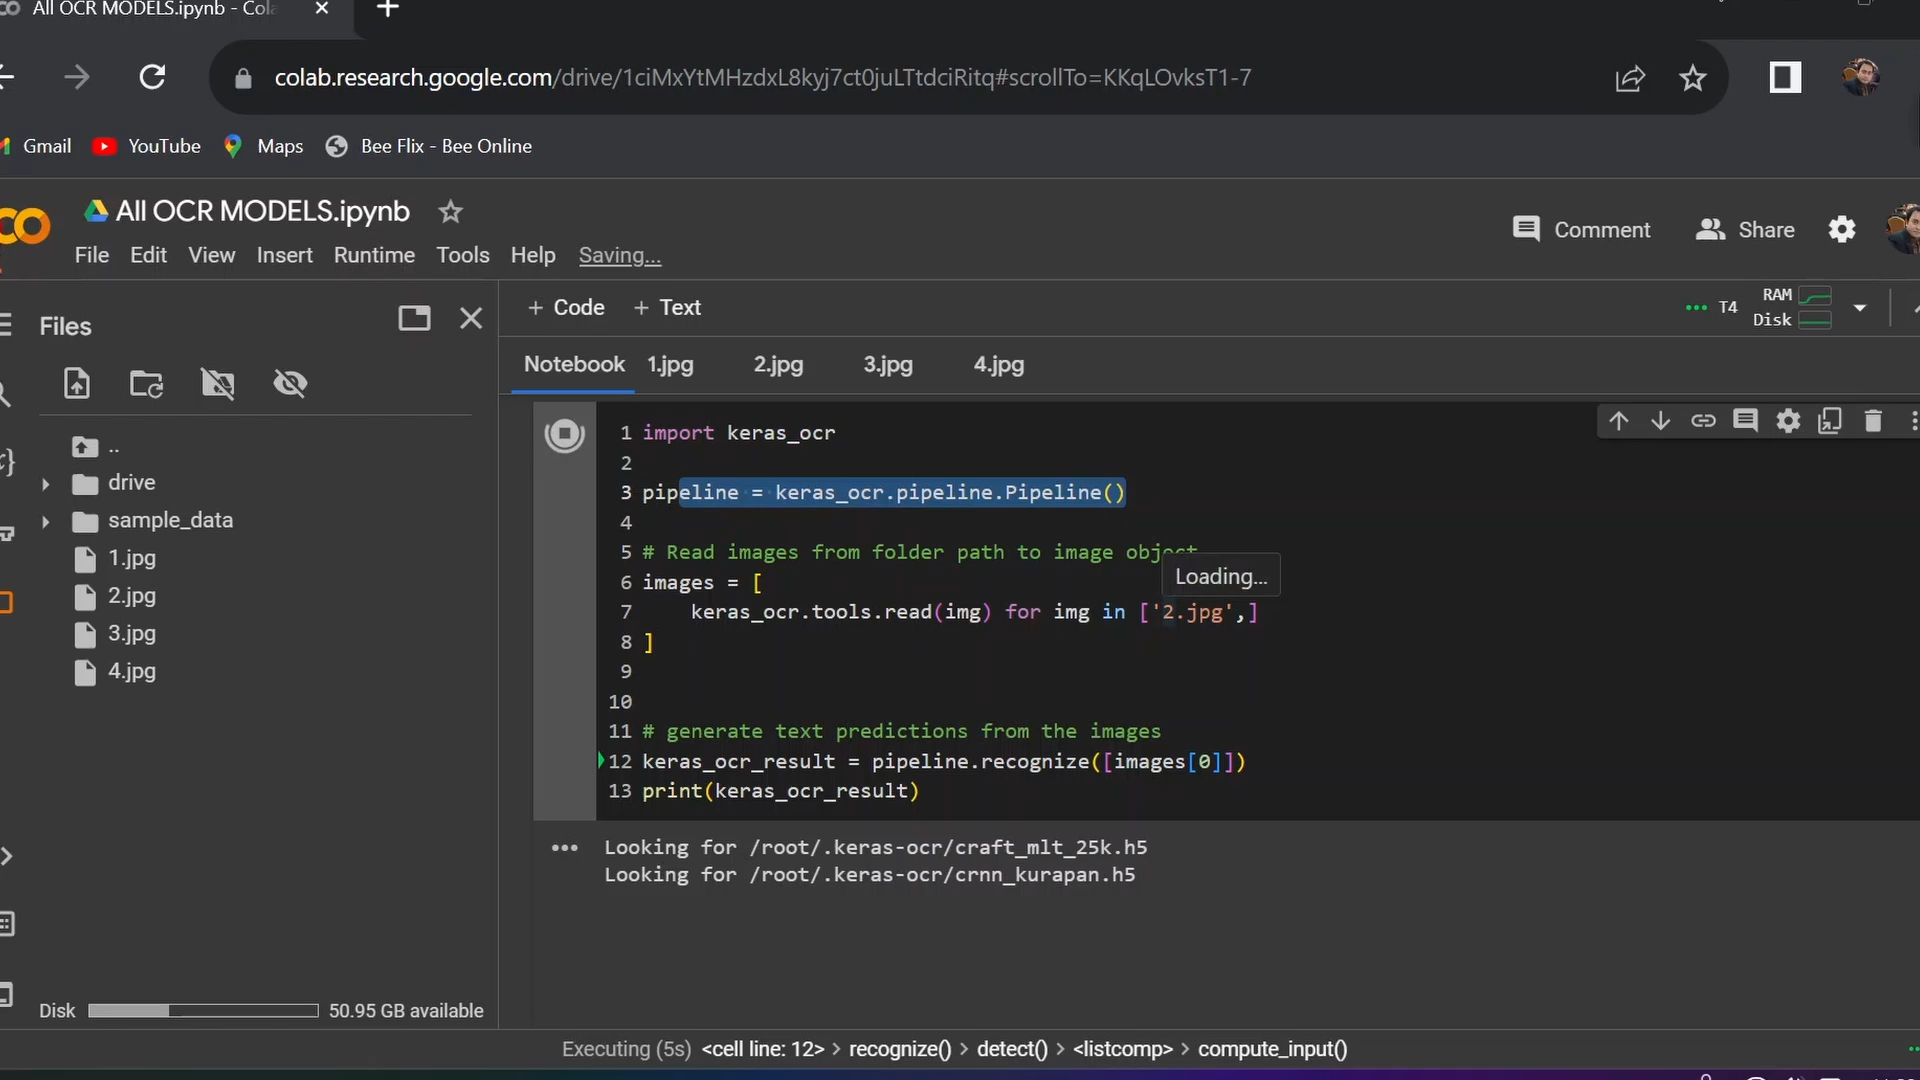 All OCR MODELS.ipynb - Cola
colab.research.google.com/drive/1ciMxYtMHzdxL8kyj7ct0juLTtdciRitq#scrollTo=KKqLOvksT1-7
Gmail YouTube Maps Bee Flix - Bee Online
All OCR MODELS.ipynb
Comment Share
File Edit View Insert Runtime Tools Help Saving...
Files
+ Code + Text
T4 RAM
Disk
Notebook 1.jpg 2.jpg 3.jpg 4.jpg
..
drive
sample_data
1.jpg
2.jpg
3.jpg
4.jpg
1 import keras_ocr
2
3 pipeline = keras_ocr.pipeline.Pipeline()
4
5 # Read images from folder path to image object
Loading...
6 images = [
7 keras_ocr.tools.read(img) for img in ['2.jpg',]
8 ]
9
10
11 # generate text predictions from the images
12 keras_ocr_result = pipeline.recognize([images[0]])
13 print(keras_ocr_result)
Looking for /root/.keras-ocr/craft_mlt_25k.h5
Looking for /root/.keras-ocr/crnn_kurapan.h5
Disk 50.95 GB available
Executing (5s) <cell line: 12> > recognize() > detect() > <listcomp> > compute_input()